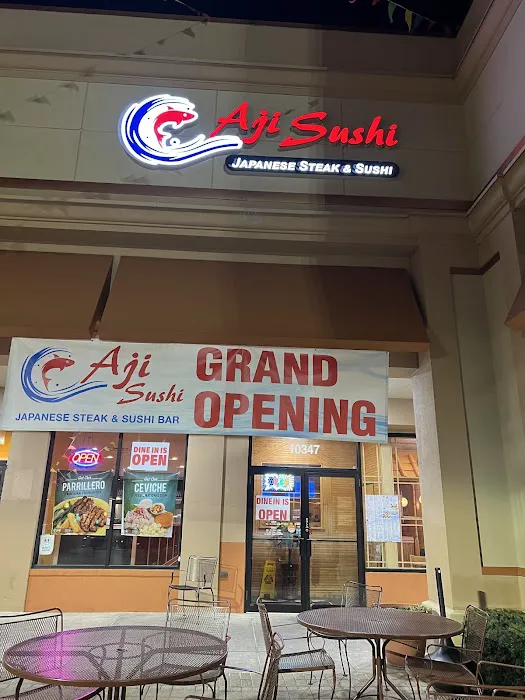 Aji Sushi
JAPANESE STEAK & SUSHI
Aji
Sushi
JAPANESE STEAK & SUSHI BAR
GRAND
OPENING
10347
OPEN
DINE IN IS
OPEN
PARRILLERO
CEVICHE
DINE IN IS
OPEN